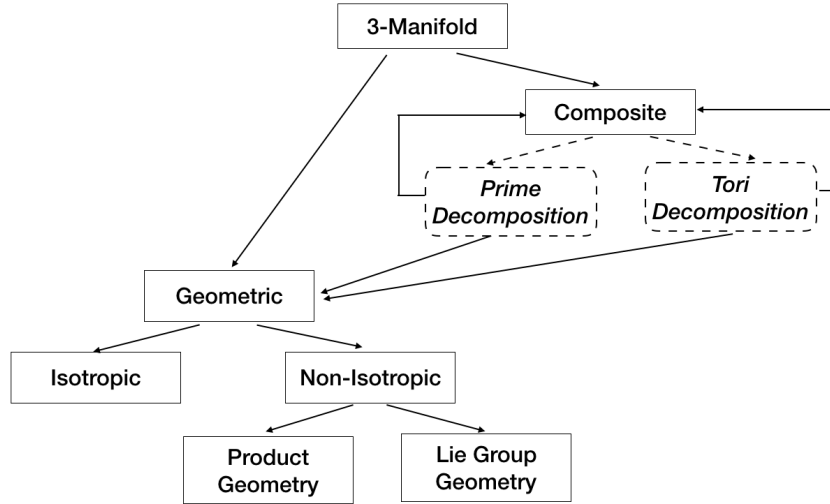 3-Manifold
Composite
Prime
Decomposition
Tori
Decomposition
Geometric
Isotropic
Non-Isotropic
Product
Geometry
Lie Group
Geometry